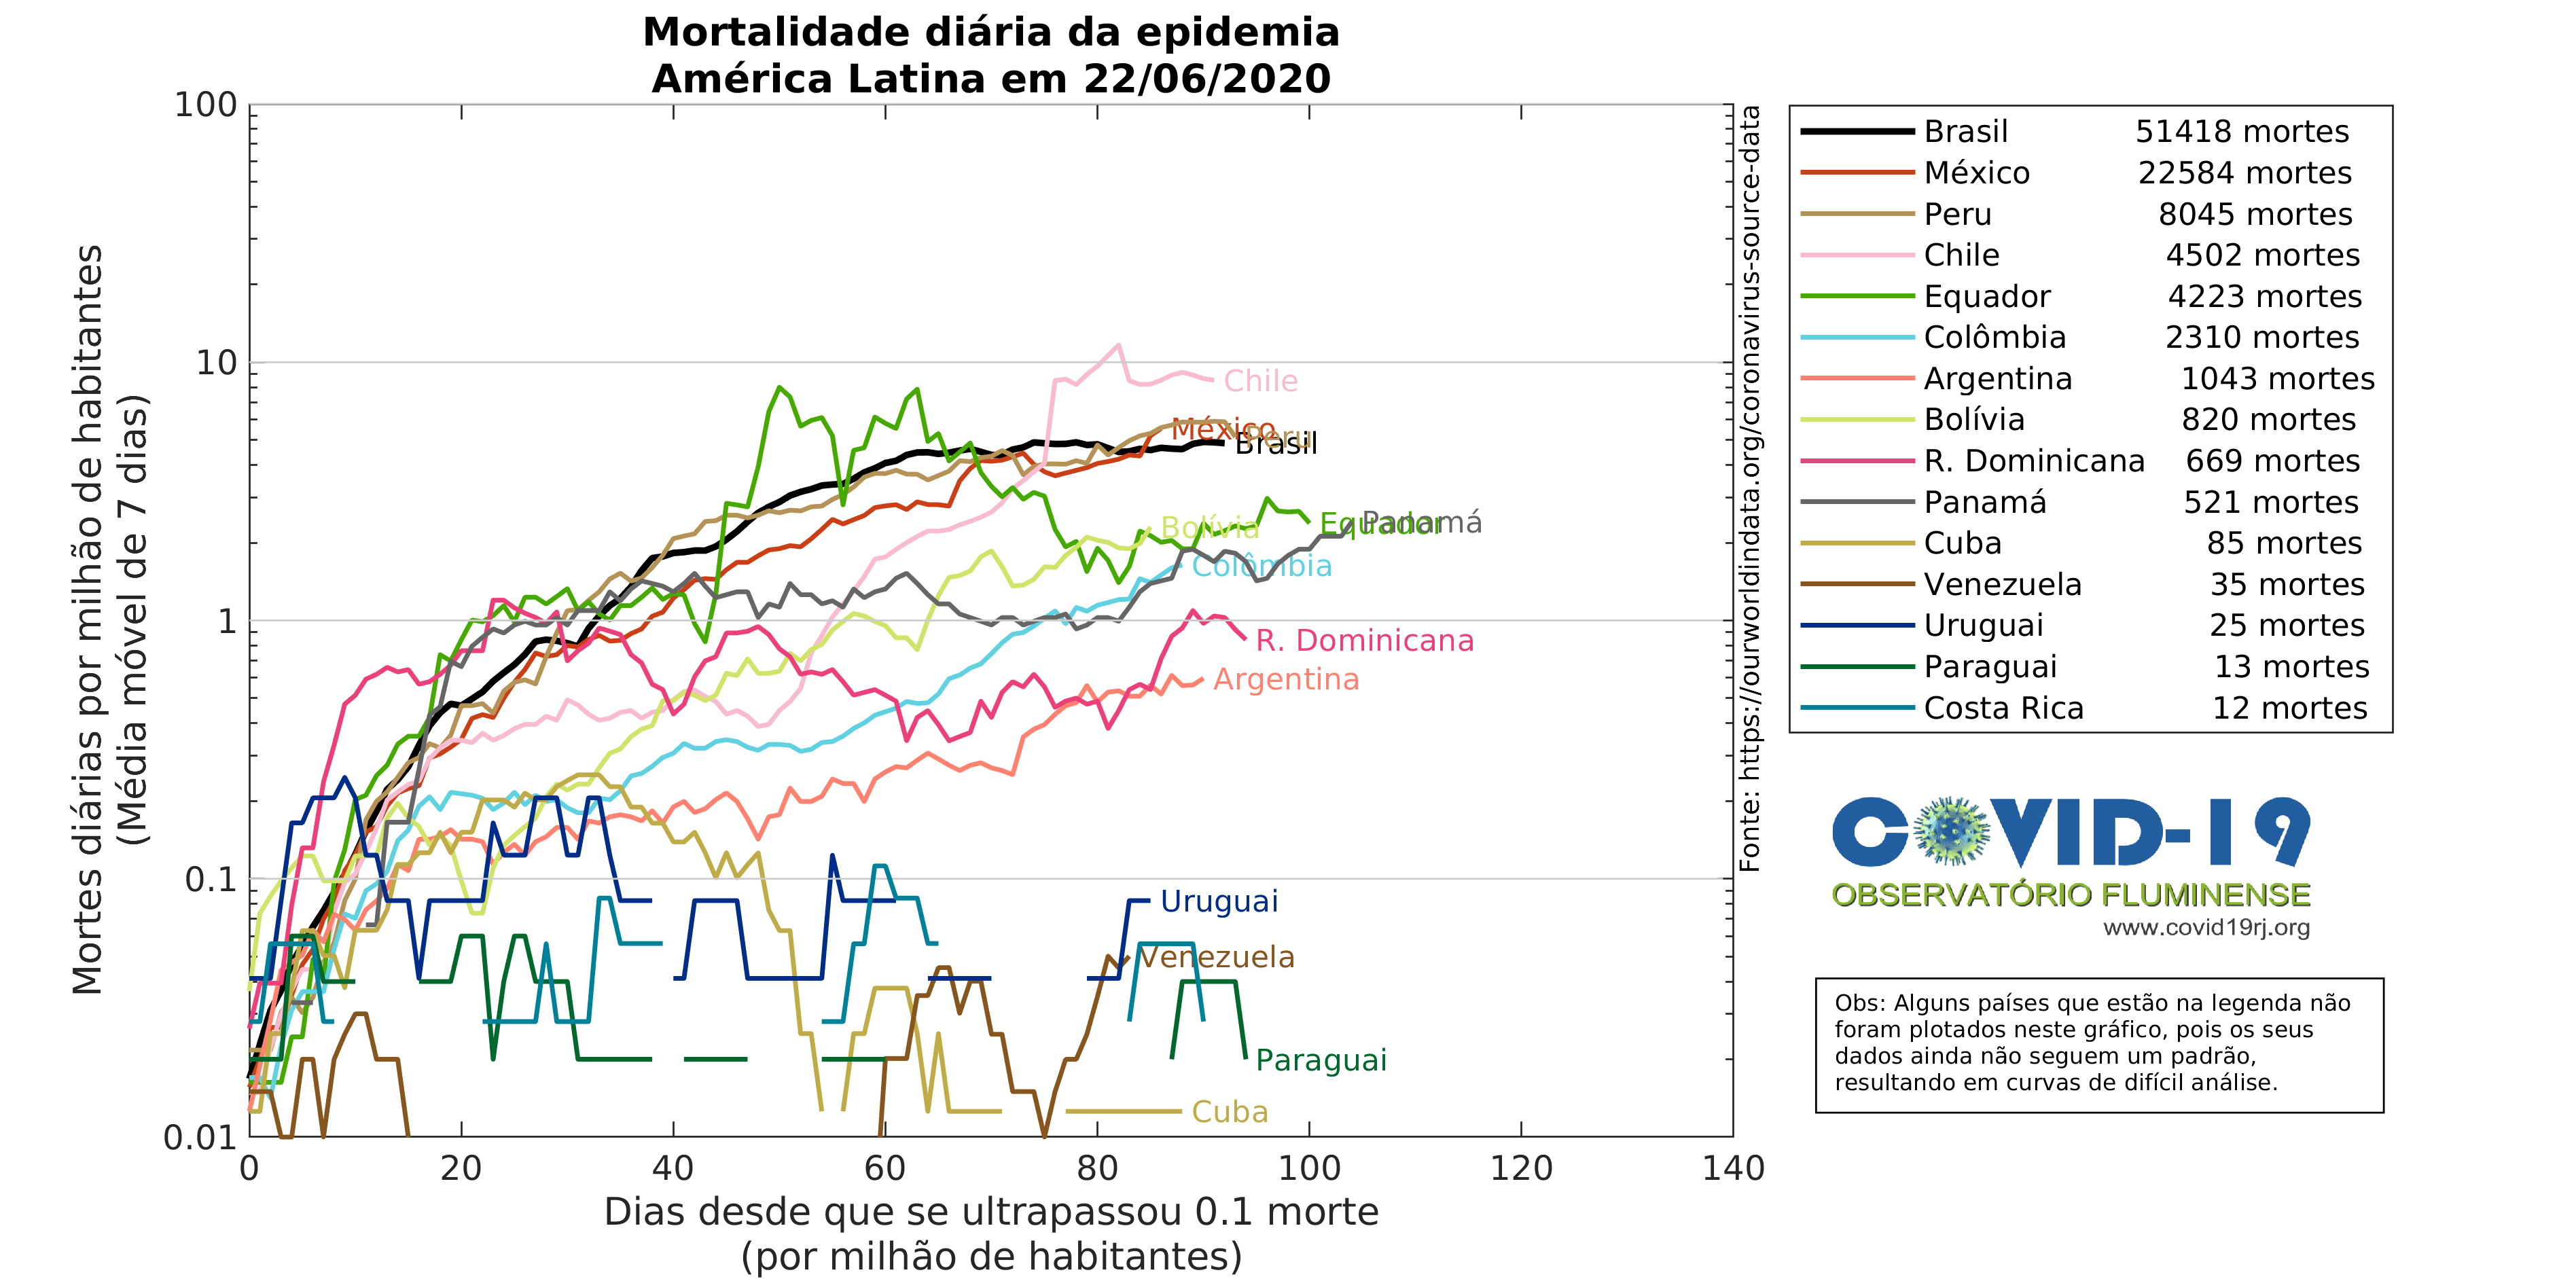 Mortalidade diária da epidemia
América Latina em 22/06/2020
Mortes diárias por milhão de habitantes
(Média móvel de 7 dias)
100
10
1
0.1
0.01
0 20 40 60 80 100 120 140
Dias desde que se ultrapassou 0.1 morte
(por milhão de habitantes)
Chile
México
Peru
Brasil
Bolívia
Equador
Panamá
Colômbia
R. Dominicana
Argentina
Uruguai
Venezuela
Paraguai
Cuba
Fonte: https://ourworldindata.org/coronavirus-source-data
Brasil 51418 mortes
México 22584 mortes
Peru 8045 mortes
Chile 4502 mortes
Equador 4223 mortes
Colômbia 2310 mortes
Argentina 1043 mortes
Bolívia 820 mortes
R. Dominicana 669 mortes
Panamá 521 mortes
Cuba 85 mortes
Venezuela 35 mortes
Uruguai 25 mortes
Paraguai 13 mortes
Costa Rica 12 mortes
COVID-19
OBSERVATÓRIO FLUMINENSE
www.covid19rj.org
Obs: Alguns países que estão na legenda não
foram plotados neste gráfico, pois os seus
dados ainda não seguem um padrão,
resultando em curvas de difícil análise.